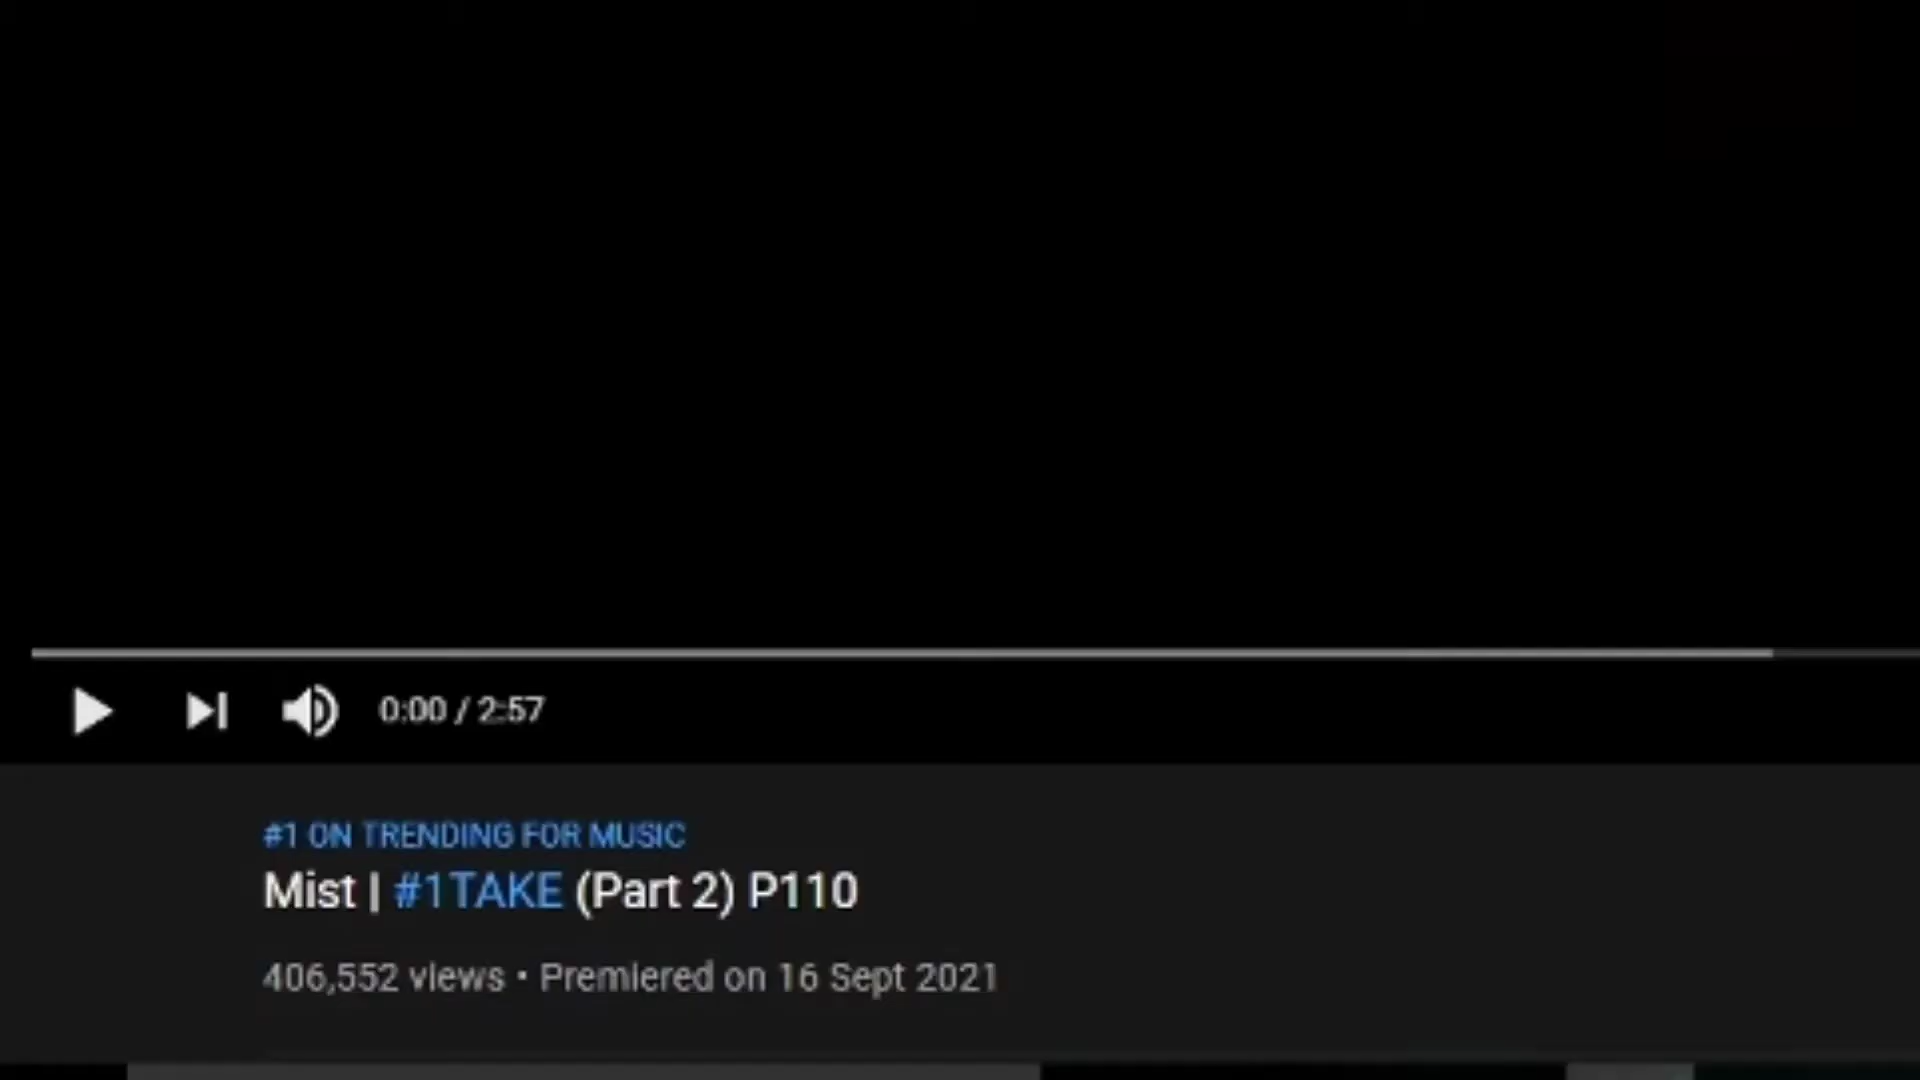 0:00 / 2:57
#1 ON TRENDING FOR MUSIC
Mist | #1TAKE (Part 2) P110
406,552 views • Premiered on 16 Sept 2021